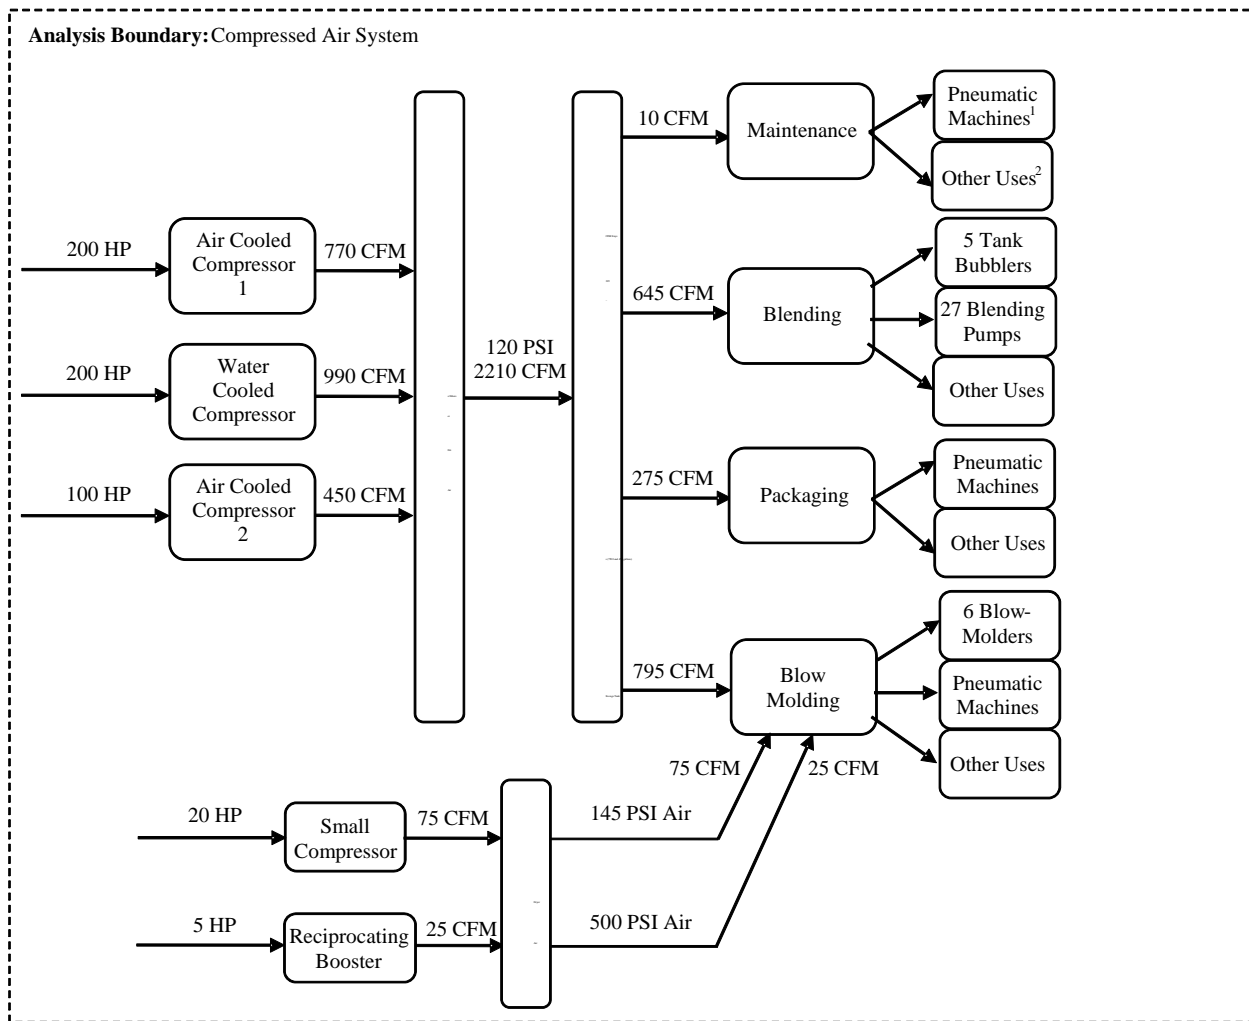 Analysis Boundary: Compressed Air System
200 HP
Air Cooled
Compressor
1
770 CFM
200 HP
Water
Cooled
Compressor
990 CFM
100 HP
Air Cooled
Compressor
2
450 CFM
120 PSI
2210 CFM
10 CFM
Maintenance
Pneumatic
Machines1
Other Uses2
645 CFM
Blending
5 Tank
Bubblers
27 Blending
Pumps
Other Uses
275 CFM
Packaging
Pneumatic
Machines
Other Uses
795 CFM
Blow
Molding
6 Blow-
Molders
Pneumatic
Machines
Other Uses
75 CFM
25 CFM
20 HP
Small
Compressor
75 CFM
145 PSI Air
5 HP
Reciprocating
Booster
25 CFM
500 PSI Air